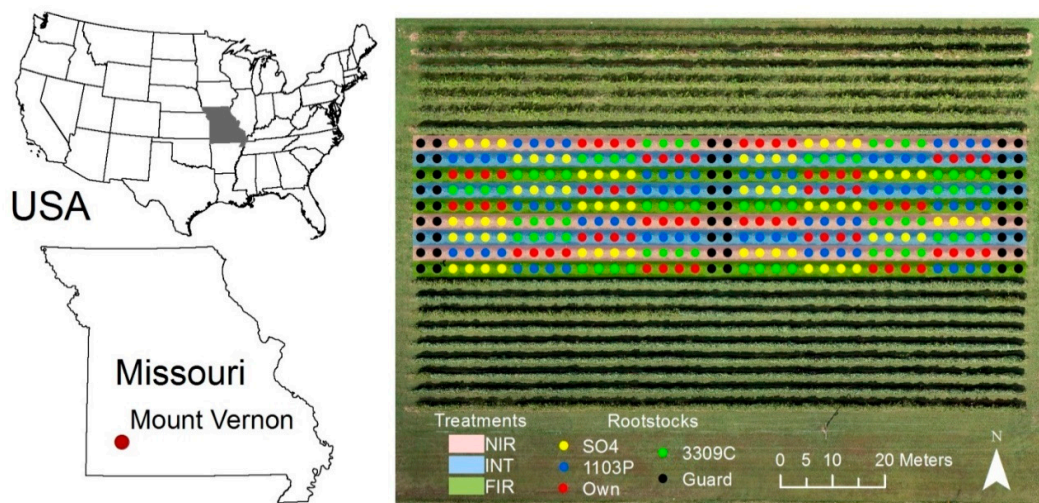 USA
Missouri
Mount Vernon
Treatments
NIR
INT
FIR
Rootstocks
SO4
1103P
Own
3309C
Guard
0 5 10 20 Meters
N